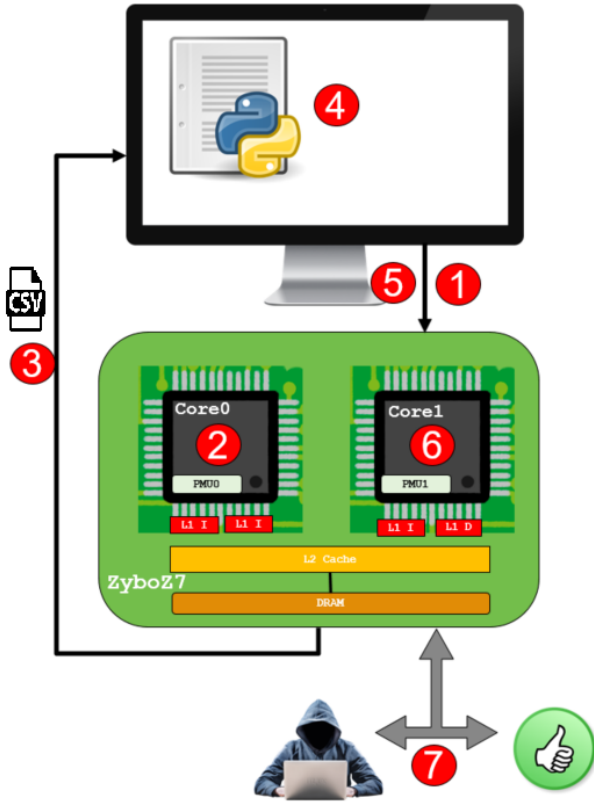 4
5
1
CSV
3
Core0
2
PMU0
L1 I
L1 I
Core1
6
PMU1
L1 I
L1 D
L2 Cache
ZyboZ7
DRAM
7